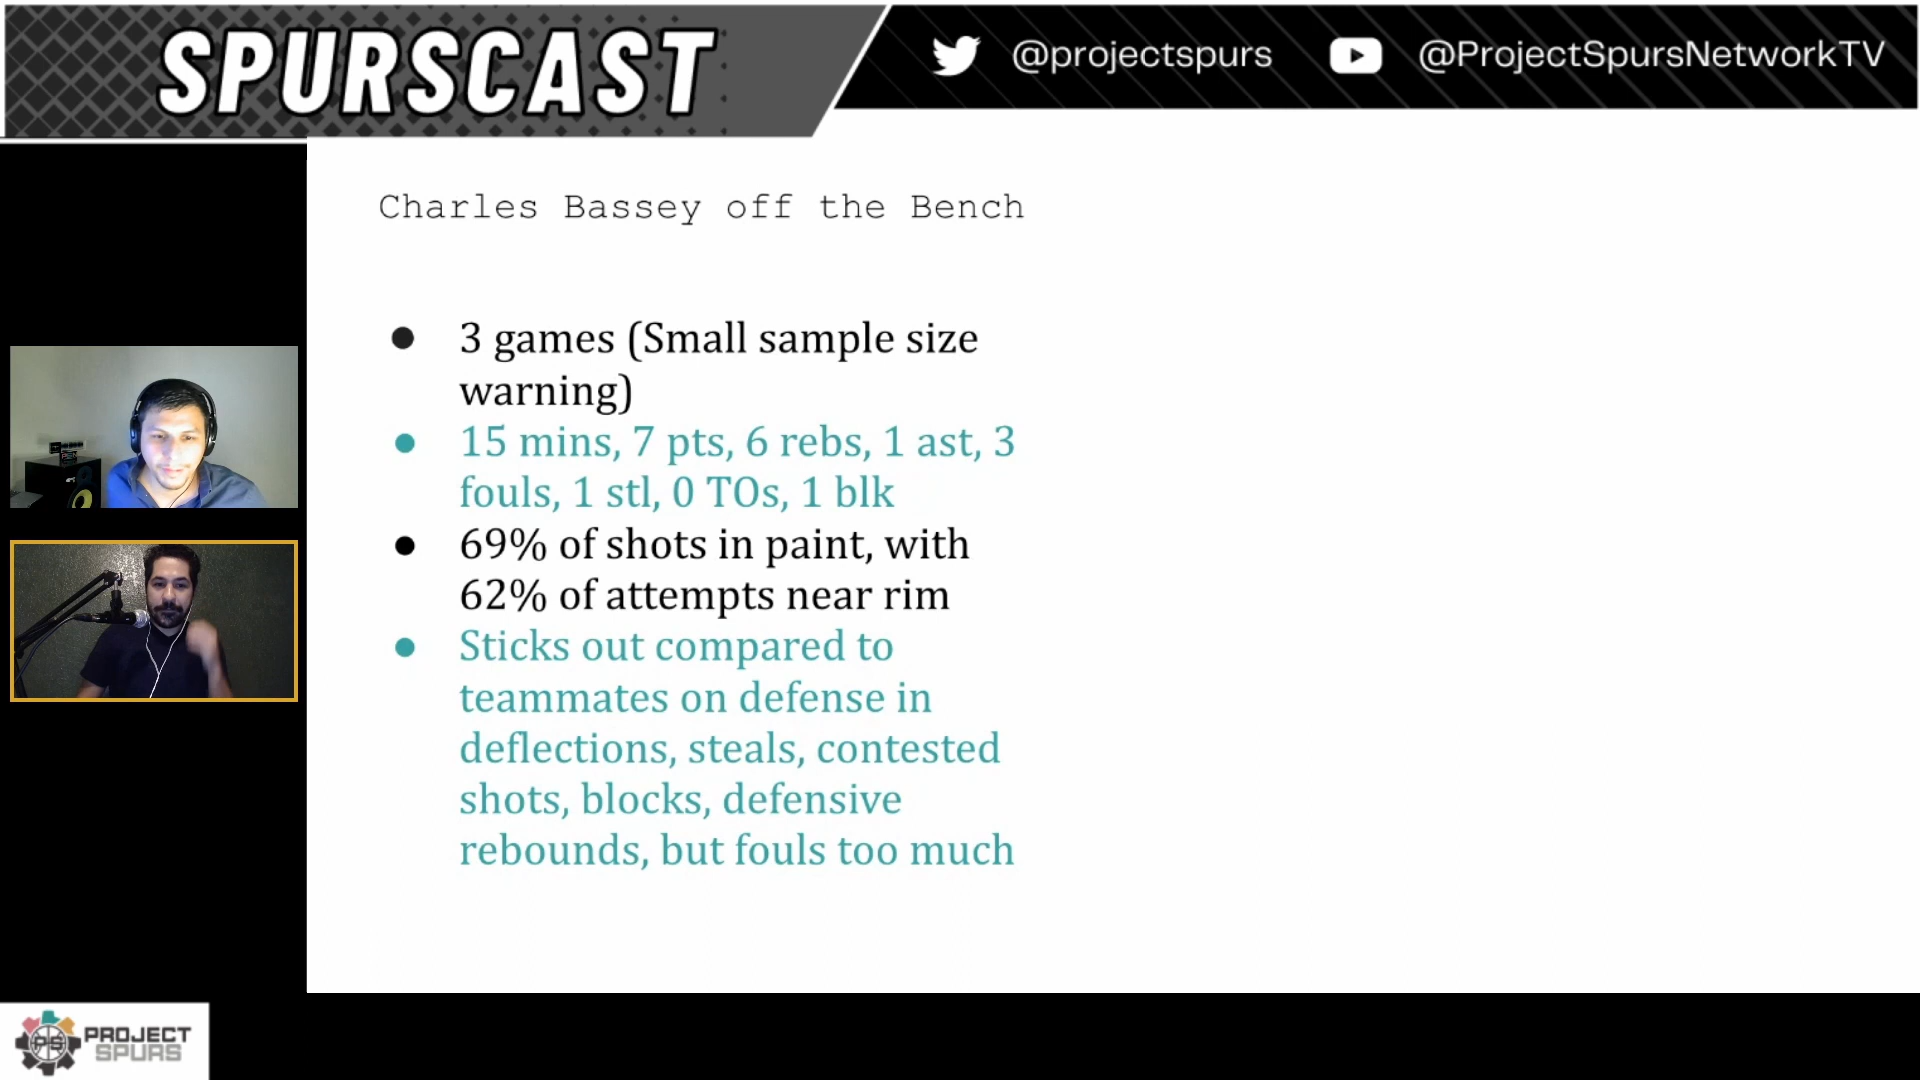 SPURSCAST
@projectspurs
@ProjectSpursNetworkTV
Charles Bassey off the Bench
● 3 games (Small sample size
warning)
● 15 mins, 7 pts, 6 rebs, 1 ast, 3
fouls, 1 stl, 0 TOs, 1 blk
● 69% of shots in paint, with
62% of attempts near rim
● Sticks out compared to
teammates on defense in
deflections, steals, contested
shots, blocks, defensive
rebounds, but fouls too much
PS
PROJECT
SPURS